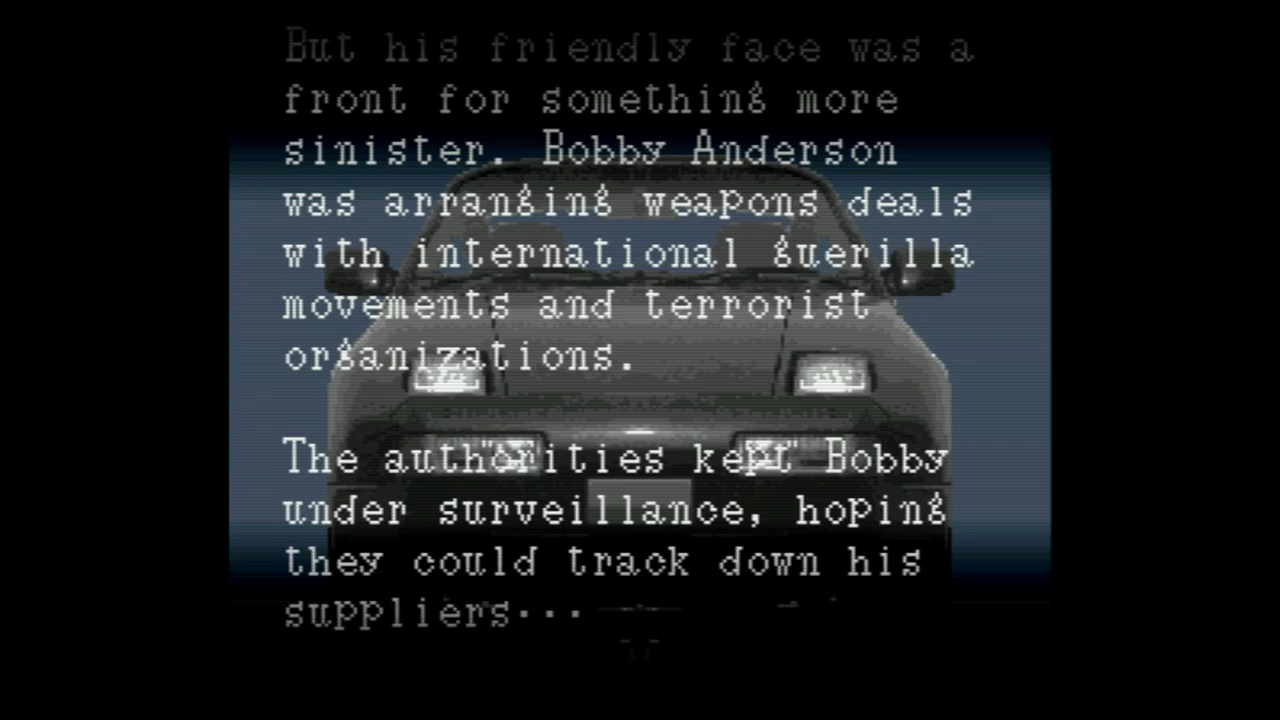 But his friendly face was a
front for something more
sinister. Bobby Anderson
was arranging weapons deals
with international guerilla
movements and terrorist
organizations.
The authorities kept Bobby
under surveillance, hoping
they could track down his
suppliers···